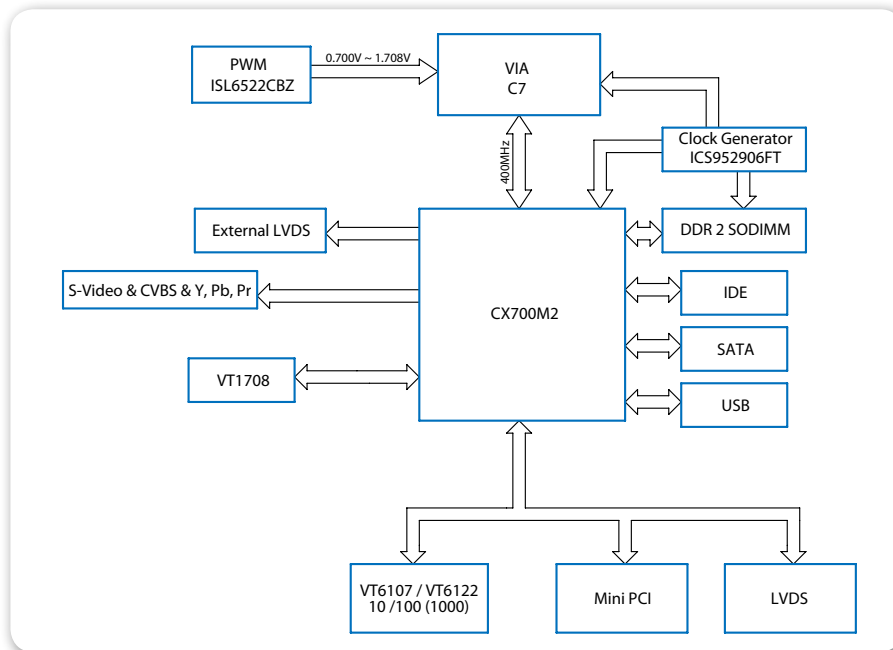 PWM
ISL6522CBZ
0.700V ~ 1.708V
VIA
C7
Clock Generator
ICS952906FT
400MHz
External LVDS
DDR 2 SODIMM
S-Video & CVBS & Y, Pb, Pr
IDE
CX700M2
SATA
VT1708
USB
VT6107 / VT6122
10 /100 (1000)
Mini PCI
LVDS